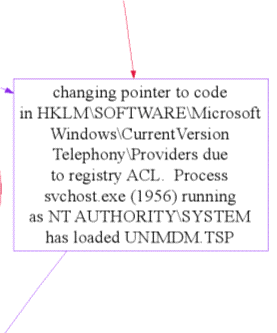 changing pointer to code
in HKLM\SOFTWARE\Microsoft
Windows\CurrentVersion
Telephony\Providers due
to registry ACL.  Process
svchost.exe (1956) running
as NT AUTHORITY\SYSTEM
has loaded UNIMDM.TSP